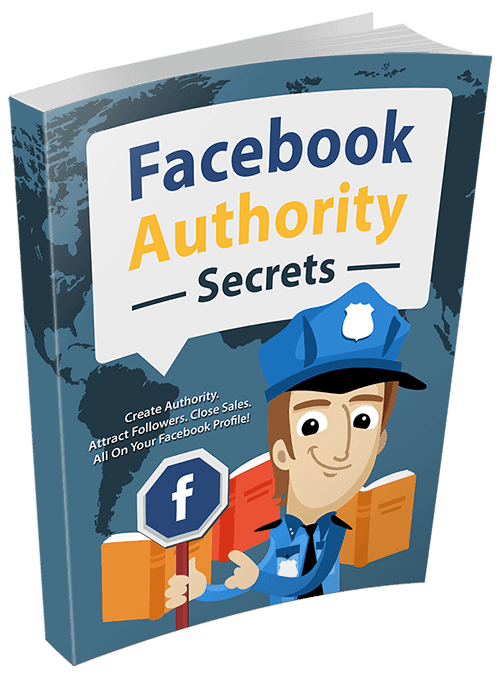 Facebook
Authority
Secrets
Create Authority.
Attract Followers. Close Sales.
All On Your Facebook Profile!
f